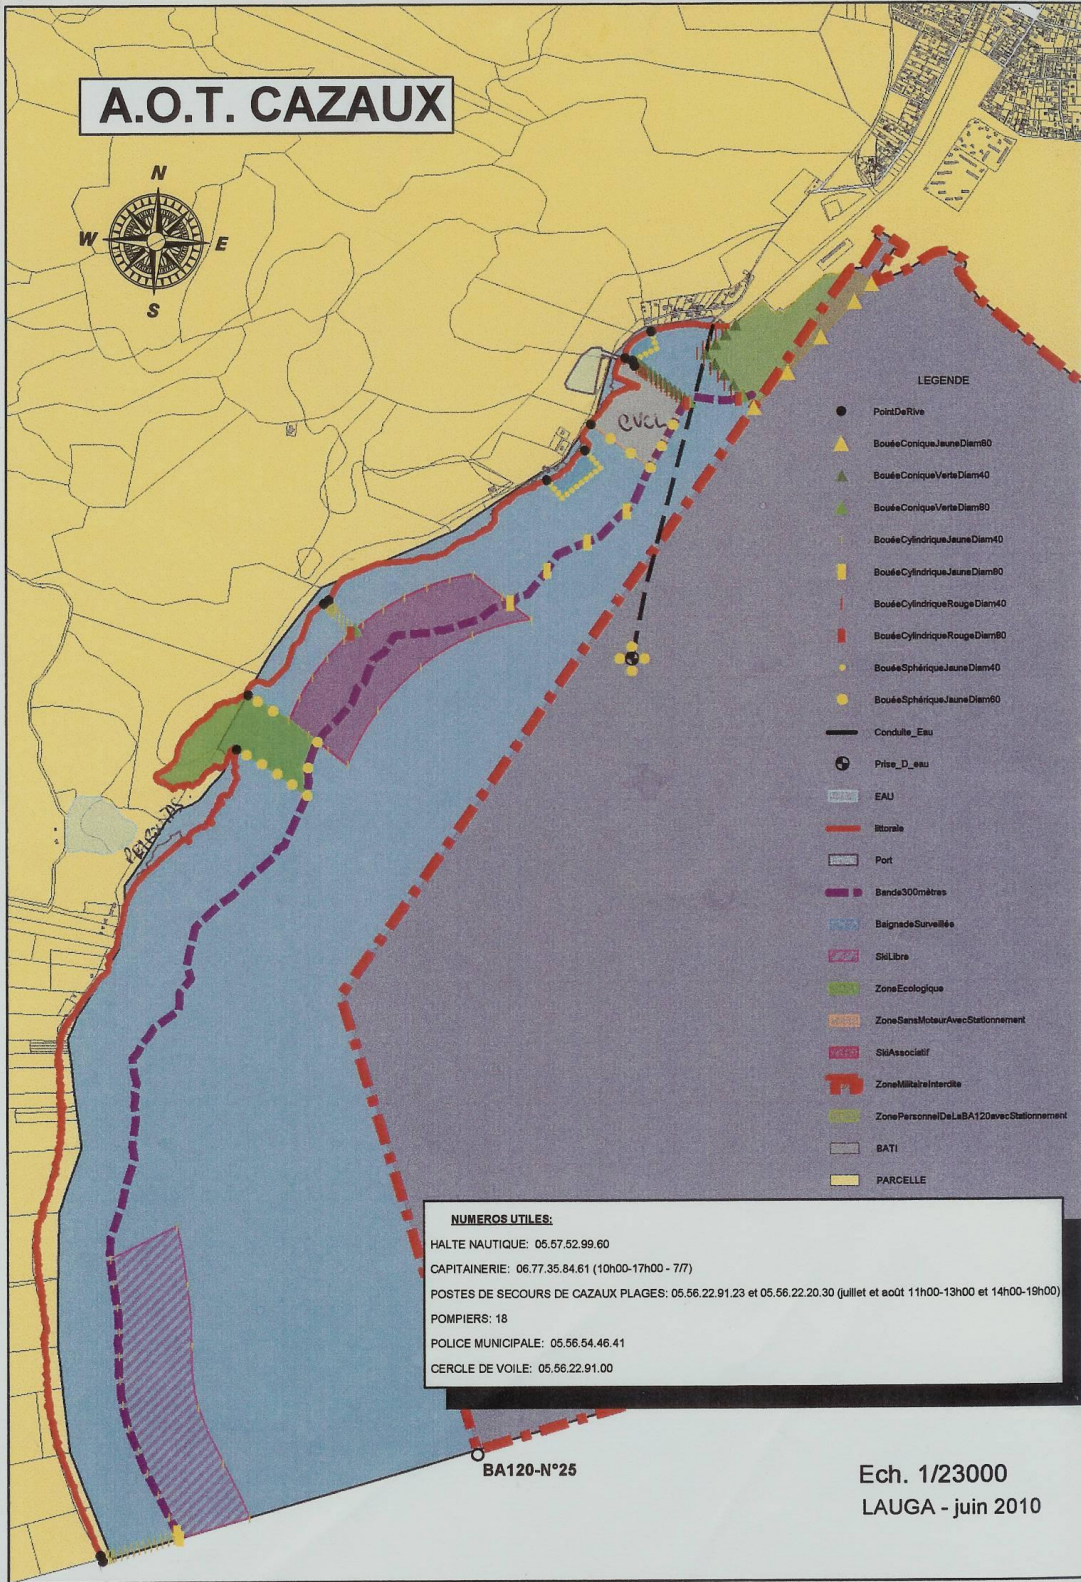 A.O.T. CAZAUX
N
W
E
S
CVCL
LEGENDE
PointDeRive
BouéeConiqueJauneDiam80
BouéeConiqueVerteDiam40
BouéeConiqueVerteDiam80
BouéeCylindriqueJauneDiam40
BouéeCylindriqueJauneDiam80
BouéeCylindriqueRougeDiam40
BouéeCylindriqueRougeDiam80
BouéeSphériqueJauneDiam40
BouéeSphériqueJauneDiam60
Conduite_Eau
Prise_D_eau
EAU
littorale
Port
Bande300mètres
BaignadeSurveillée
SkiLibre
ZoneEcologique
ZoneSansMoteurAvecStationnement
SkiAssociatif
ZoneMilitaireInterdite
ZonePersonnelDeLaBA120avecStationnement
BATI
PARCELLE
NUMEROS UTILES:
HALTE NAUTIQUE: 05.57.52.99.60
CAPITAINERIE: 06.77.35.84.61 (10h00-17h00 - 7/7)
POSTES DE SECOURS DE CAZAUX PLAGES: 05.56.22.91.23 et 05.56.22.20.30 (juillet et août 11h00-13h00 et 14h00-19h00)
POMPIERS: 18
POLICE MUNICIPALE: 05.56.54.46.41
CERCLE DE VOILE: 05.56.22.91.00
BA120-N°25
Ech. 1/23000
LAUGA - juin 2010